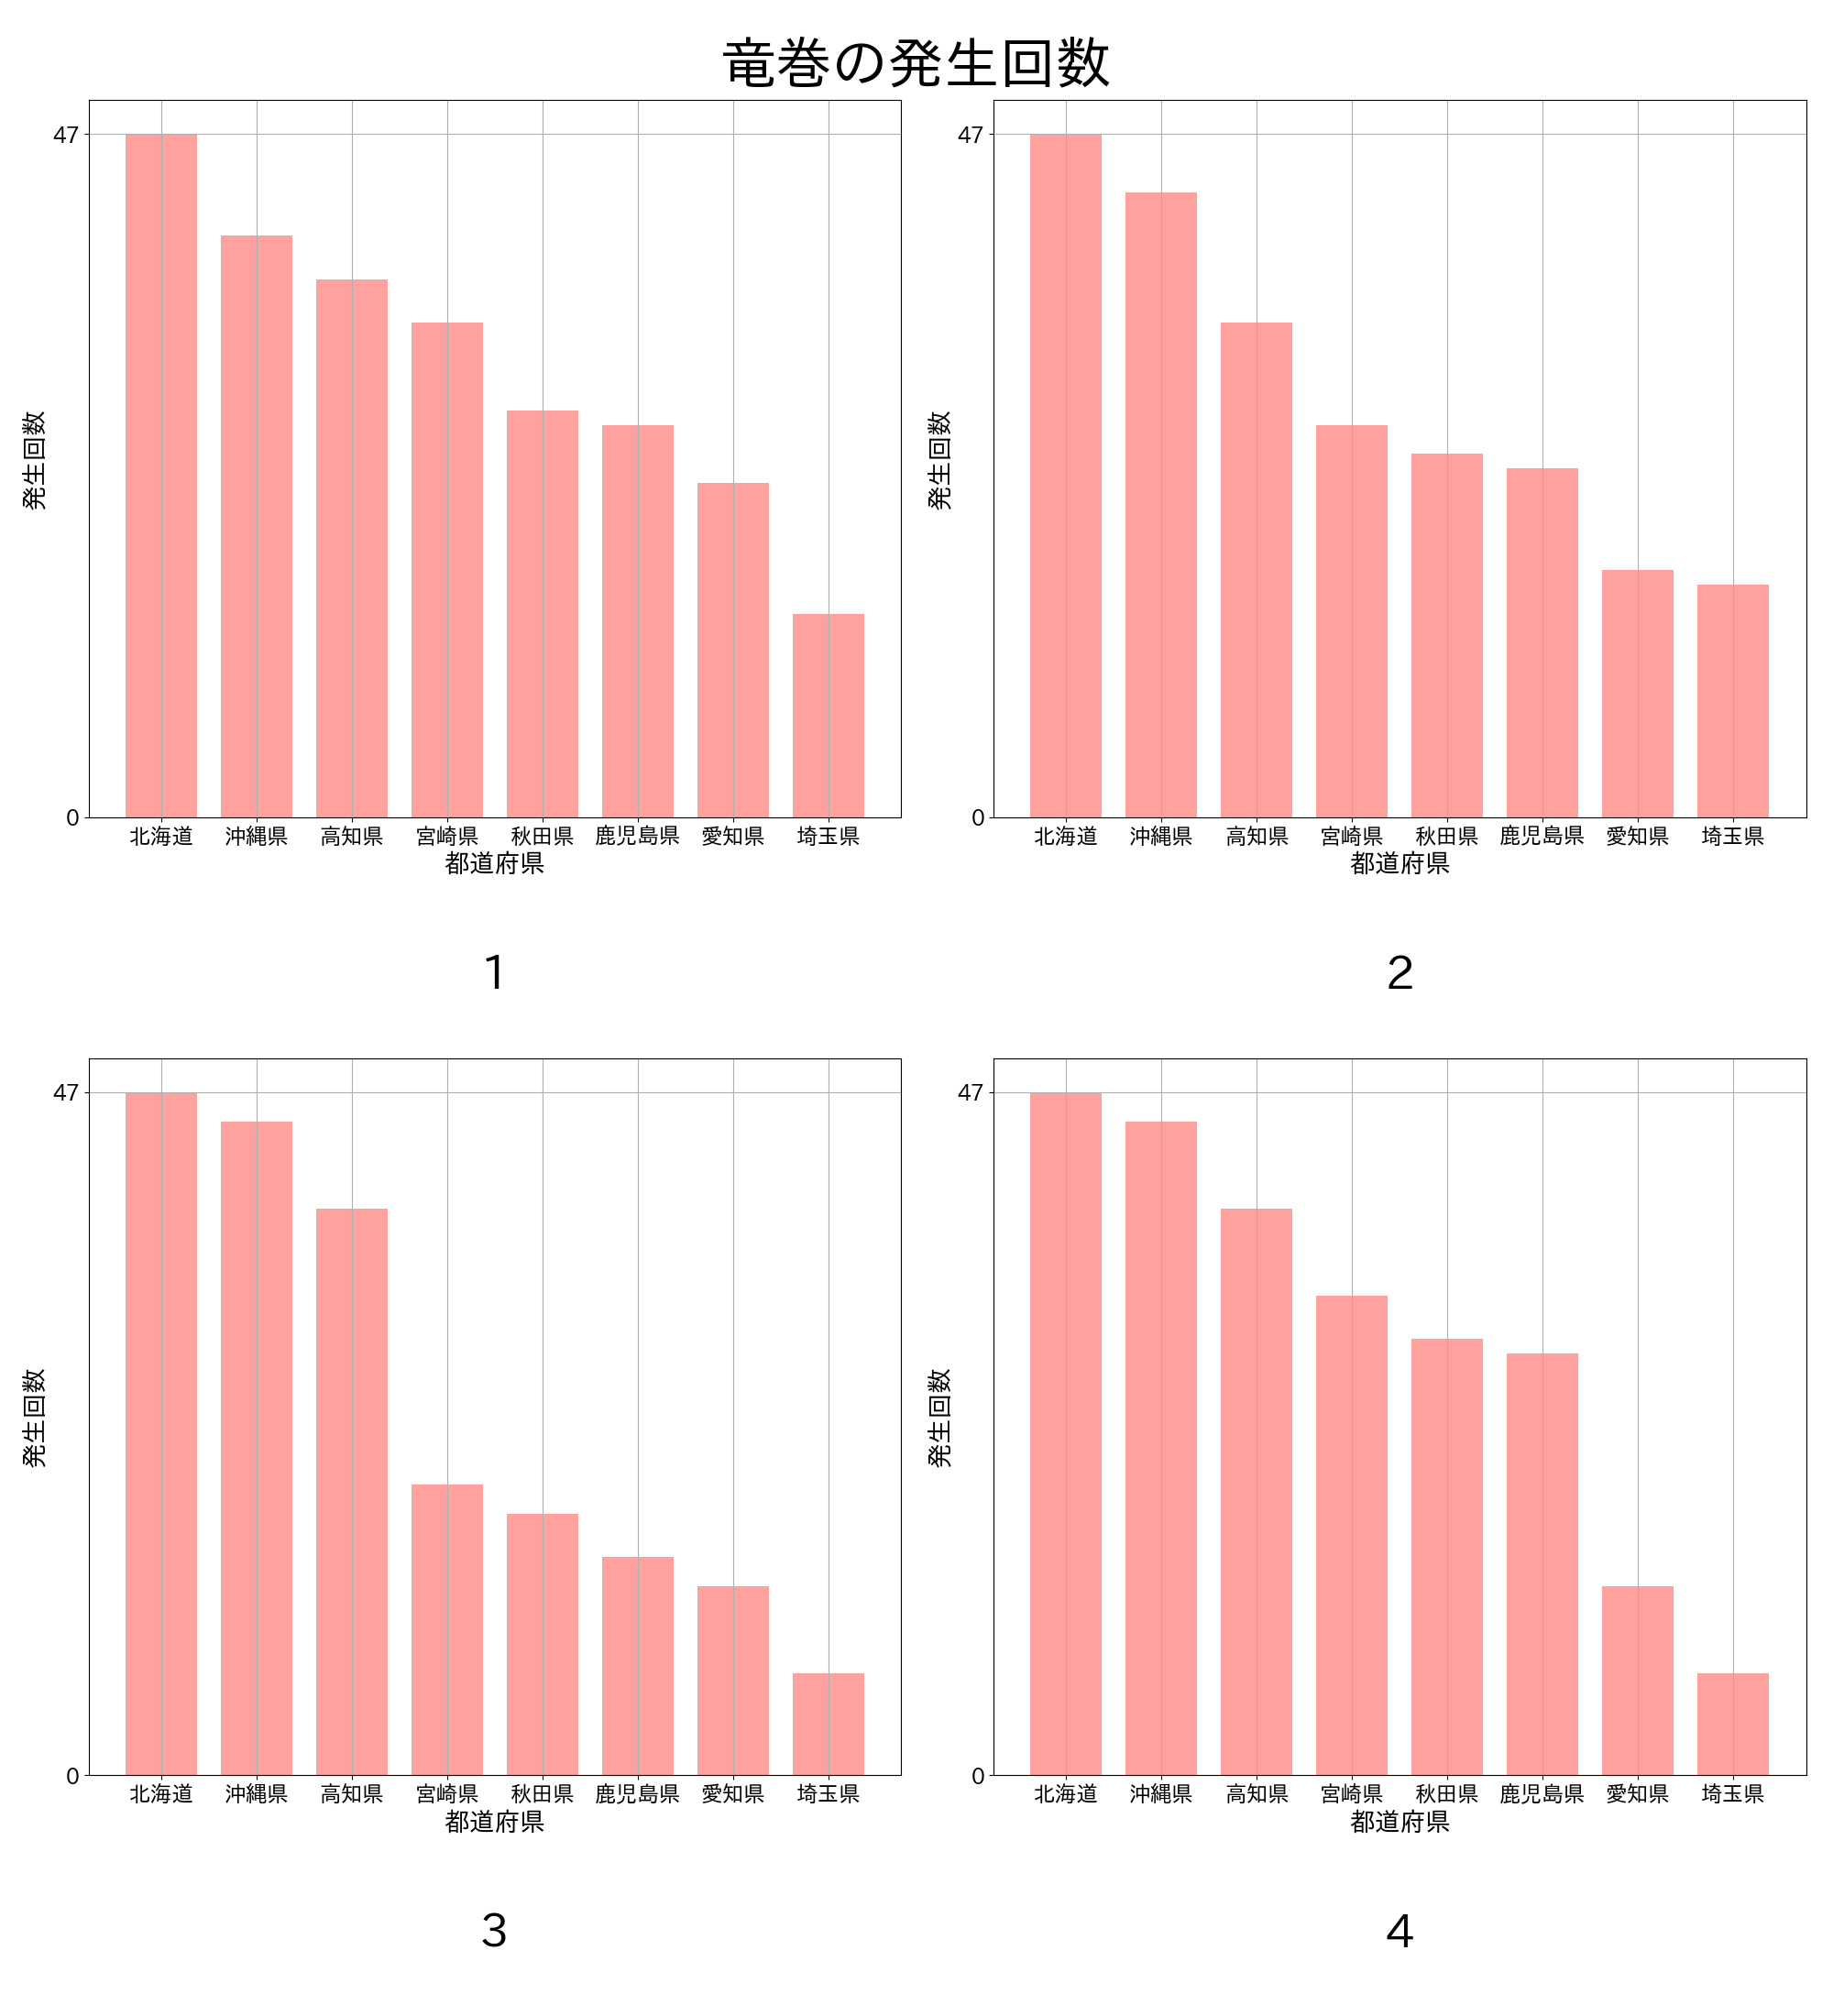 竜巻の発生回数
47
0
発生回数
北海道 沖縄県 高知県 宮崎県 秋田県 鹿児島県 愛知県 埼玉県
都道府県
1
47
0
発生回数
北海道 沖縄県 高知県 宮崎県 秋田県 鹿児島県 愛知県 埼玉県
都道府県
2
47
0
発生回数
北海道 沖縄県 高知県 宮崎県 秋田県 鹿児島県 愛知県 埼玉県
都道府県
3
47
0
発生回数
北海道 沖縄県 高知県 宮崎県 秋田県 鹿児島県 愛知県 埼玉県
都道府県
4